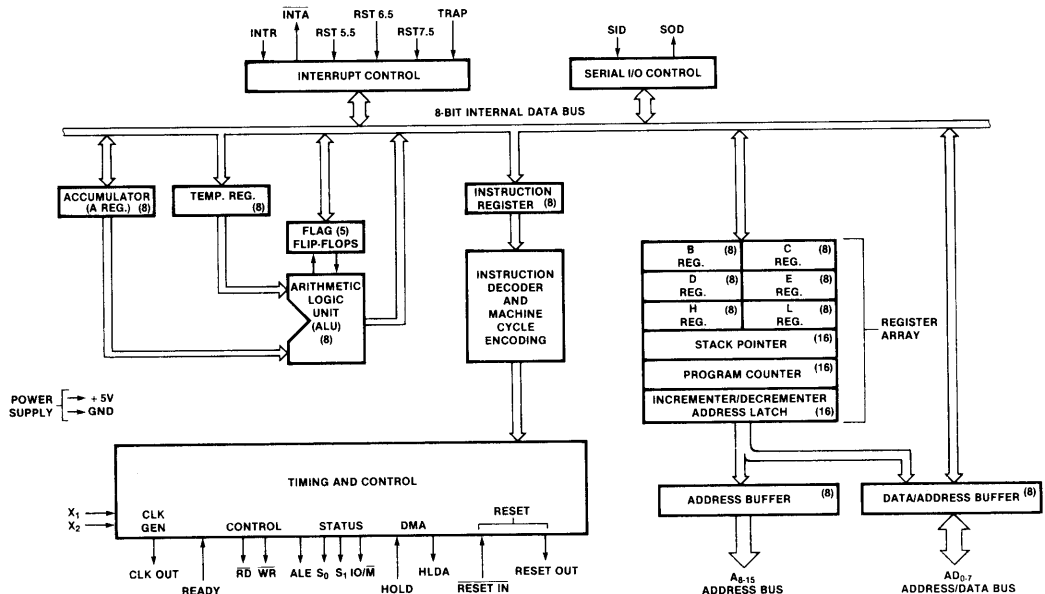 INTR
INTA
RST 5.5
RST 6.5
RST7.5
TRAP
INTERRUPT CONTROL
SID
SOD
SERIAL I/O CONTROL
8-BIT INTERNAL DATA BUS
ACCUMULATOR
(A REG.) (8)
TEMP. REG.
(8)
FLAG (5)
FLIP-FLOPS
ARITHMETIC
LOGIC
UNIT
(ALU)
(8)
INSTRUCTION
REGISTER (8)
INSTRUCTION
DECODER
AND
MACHINE
CYCLE
ENCODING
B (8)
REG.
C (8)
REG.
D (8)
REG.
E (8)
REG.
H (8)
REG.
L (8)
REG.
STACK POINTER (16)
PROGRAM COUNTER (16)
INCREMENTER/DECREMENTER
ADDRESS LATCH (16)
REGISTER
ARRAY
POWER
SUPPLY
+ 5V
GND
TIMING AND CONTROL
X1
X2
CLK
GEN
CONTROL
STATUS
DMA
RESET
CLK OUT
READY
RD
WR
ALE
S0
S1
IO/M
HOLD
HLDA
RESET IN
RESET OUT
ADDRESS BUFFER (8)
DATA/ADDRESS BUFFER (8)
A8-15
ADDRESS BUS
AD0-7
ADDRESS/DATA BUS